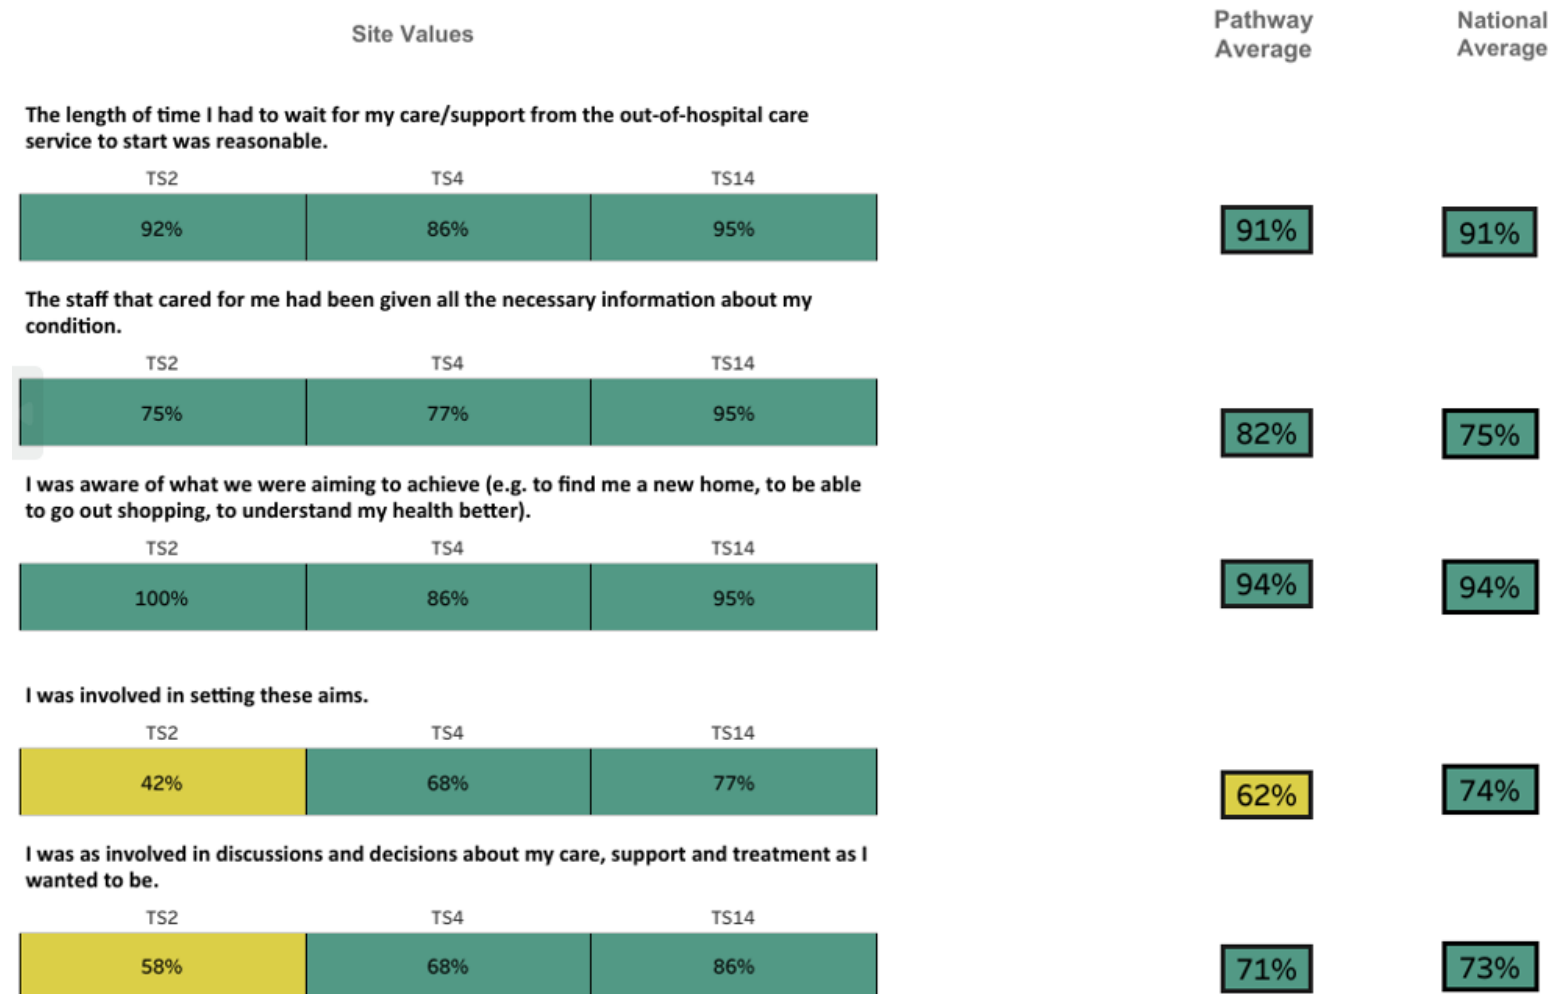 Site Values
Pathway
Average
National
Average
The length of time I had to wait for my care/support from the out-of-hospital care
service to start was reasonable.
TS2 TS4 TS14
92% 86% 95% 91% 91%
The staff that cared for me had been given all the necessary information about my
condition.
TS2 TS4 TS14
75% 77% 95% 82% 75%
I was aware of what we were aiming to achieve (e.g. to find me a new home, to be able
to go out shopping, to understand my health better).
TS2 TS4 TS14
100% 86% 95% 94% 94%
I was involved in setting these aims.
TS2 TS4 TS14
42% 68% 77% 62% 74%
I was as involved in discussions and decisions about my care, support and treatment as I
wanted to be.
TS2 TS4 TS14
58% 68% 86% 71% 73%